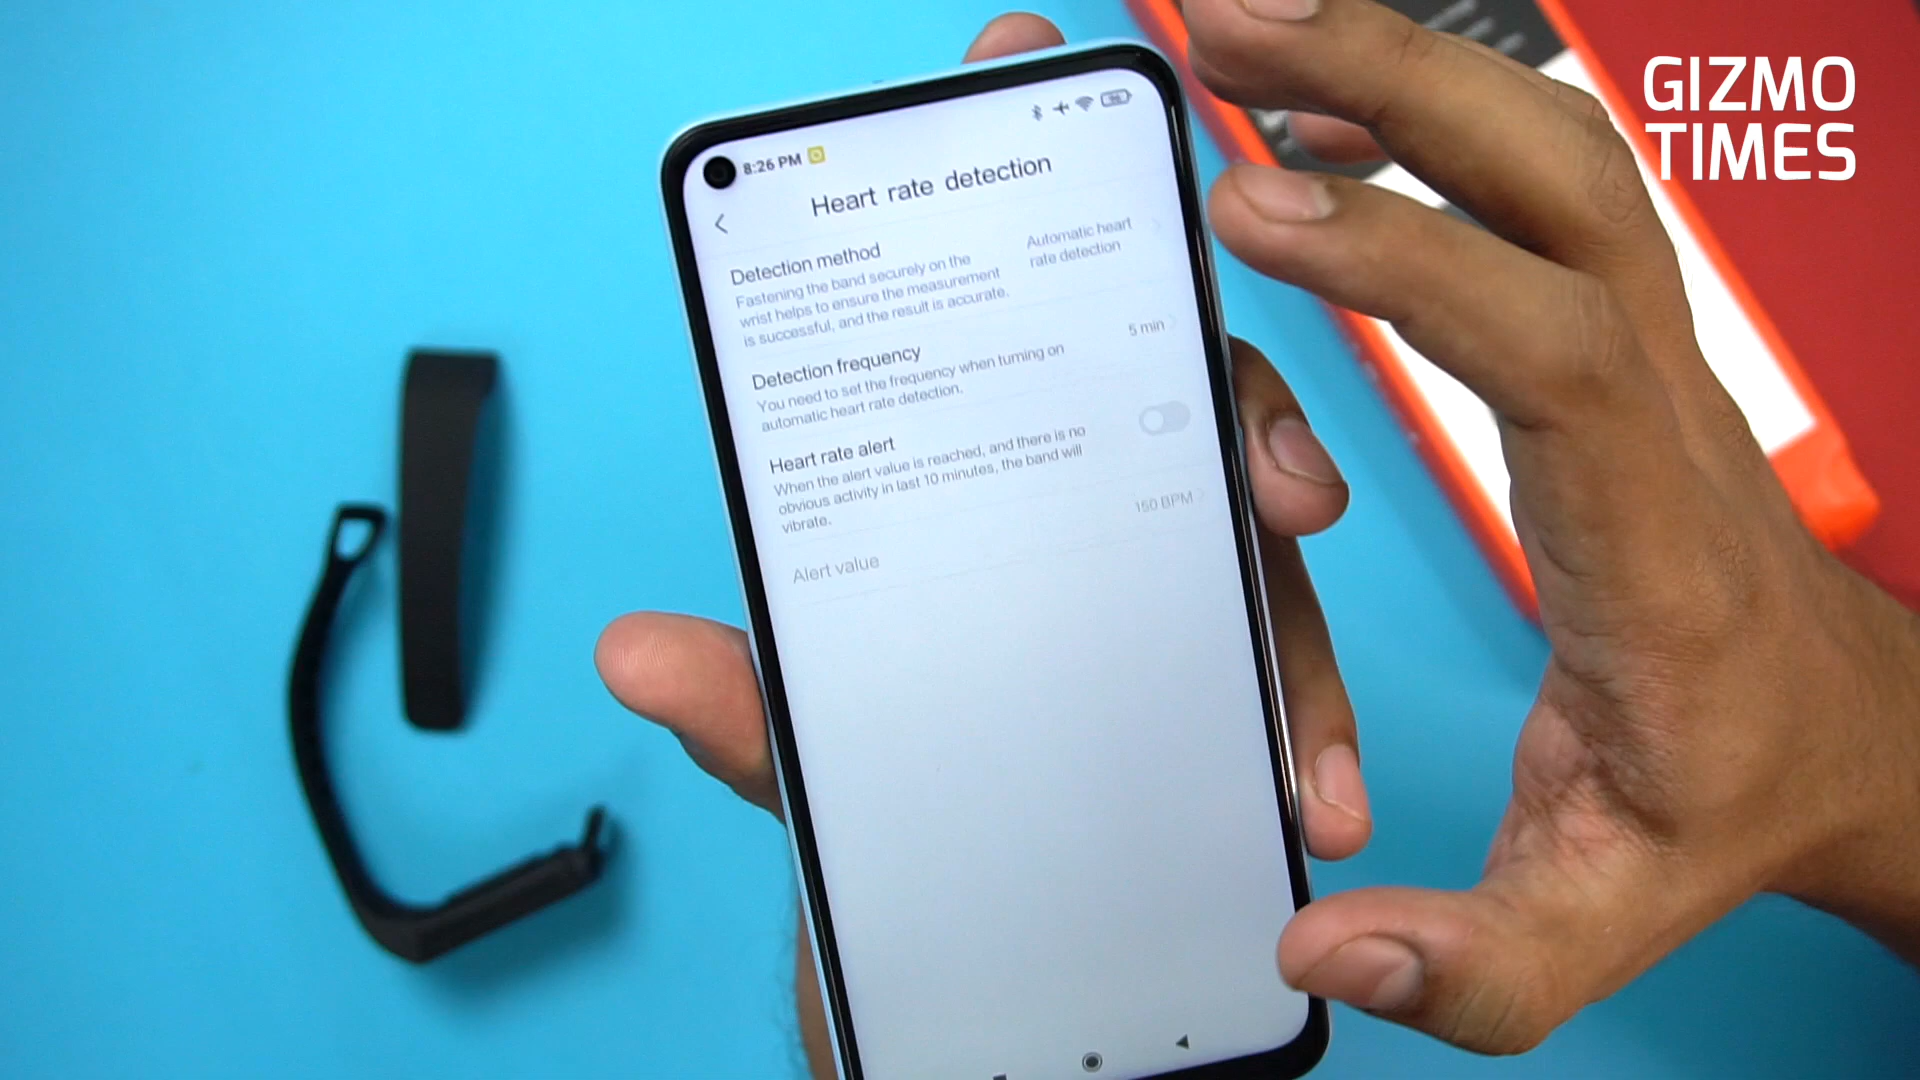 GIZMO
TIMES
8:26 PM
Heart rate detection
Detection method
Fastening the band securely on the
wrist helps to ensure the measurement
is successful, and the result is accurate.
Automatic heart
rate detection
Detection frequency
You need to set the frequency when turning on
automatic heart rate detection.
5 min
Heart rate alert
When the alert value is reached, and there is no
obvious activity in last 10 minutes, the band will
vibrate.
Alert value
150 BPM